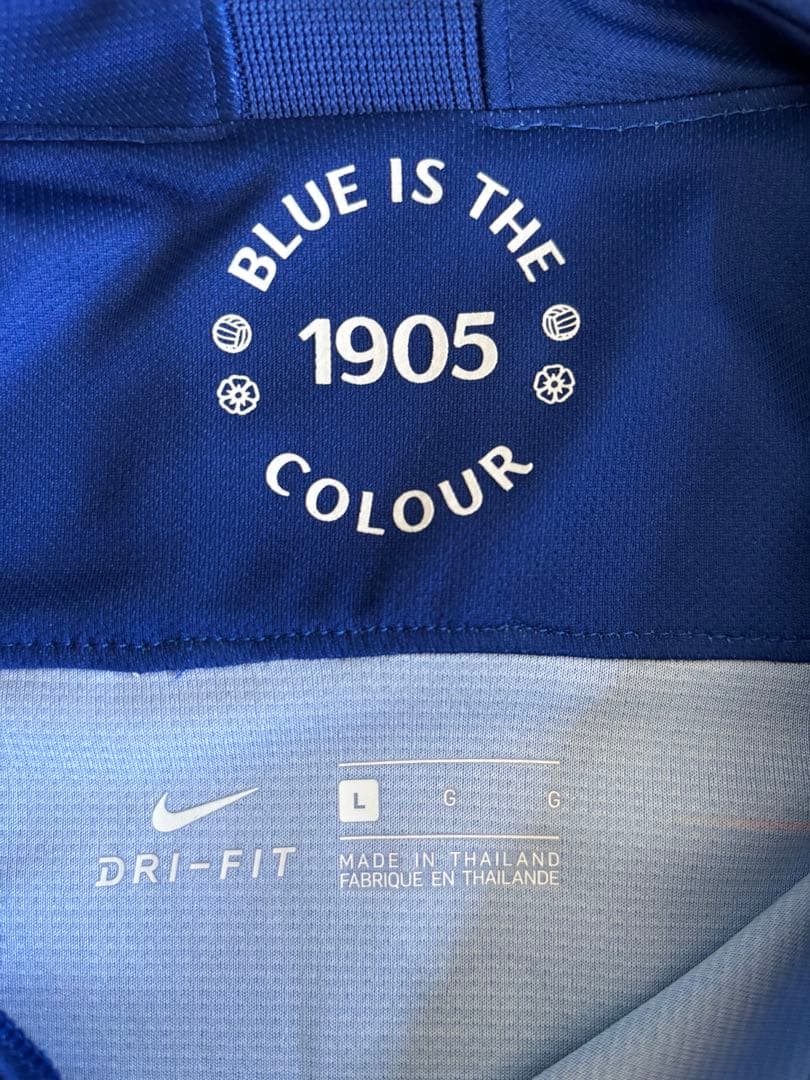 BLUE IS THE
1905
COLOUR
L G G
DRI-FIT
MADE IN THAILAND
FABRIQUE EN THAILANDE